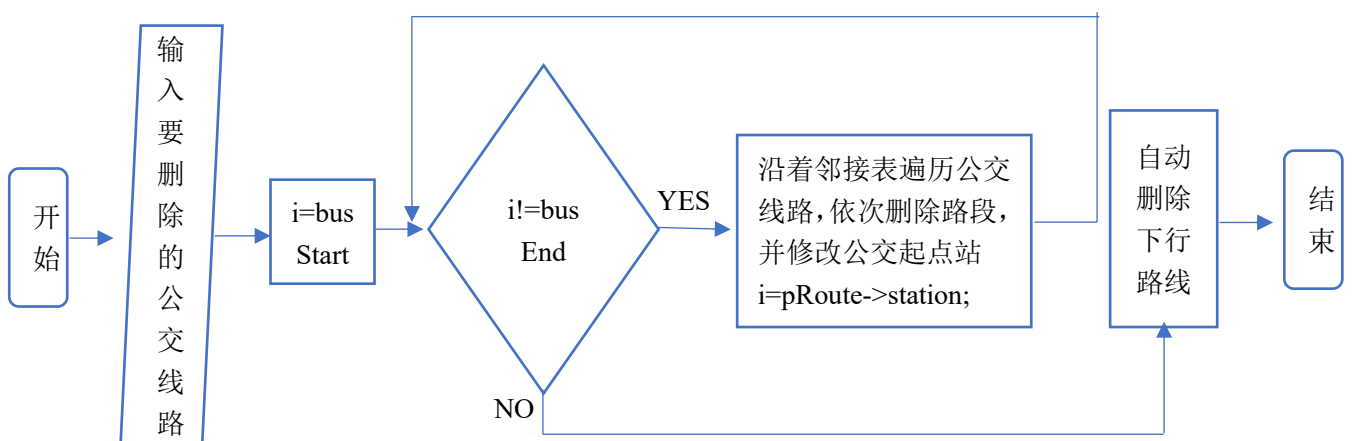 开
始
输
入
要
删
除
的
公
交
线
路
i=bus
Start
i!=bus
End
YES
NO
沿着邻接表遍历公交
线路，依次删除路段，
并修改公交起点站
i=pRoute->station;
自动
删除
下行
路线
结
束